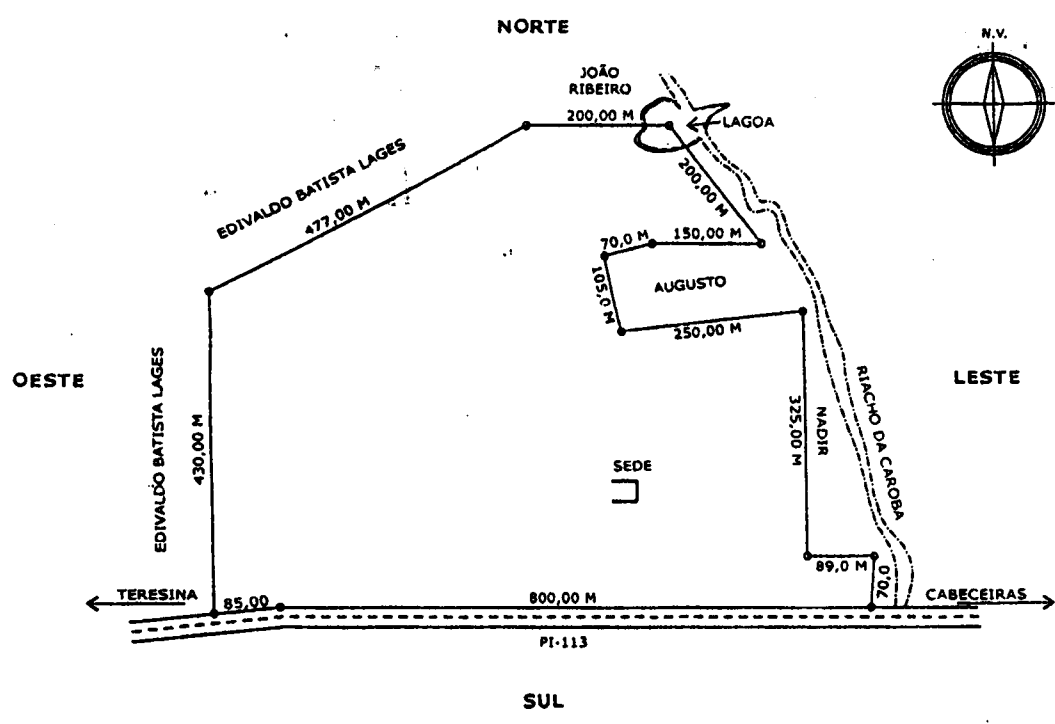 NORTE
N.V.
JOÃO
RIBEIRO
200,00 M
LAGOA
EDIVALDO BATISTA LAGES
477,00 M
200,00 M
70,0 M
150,00 M
105,0 M
AUGUSTO
250,00 M
OESTE
LESTE
EDIVALDO BATISTA LAGES
430,00 M
325,00 M
NADIR
RIACHO DA CAROBA
SEDE
89,0 M
70,0
TERESINA
85,00
800,00 M
CABECEIRAS
PI-113
SUL